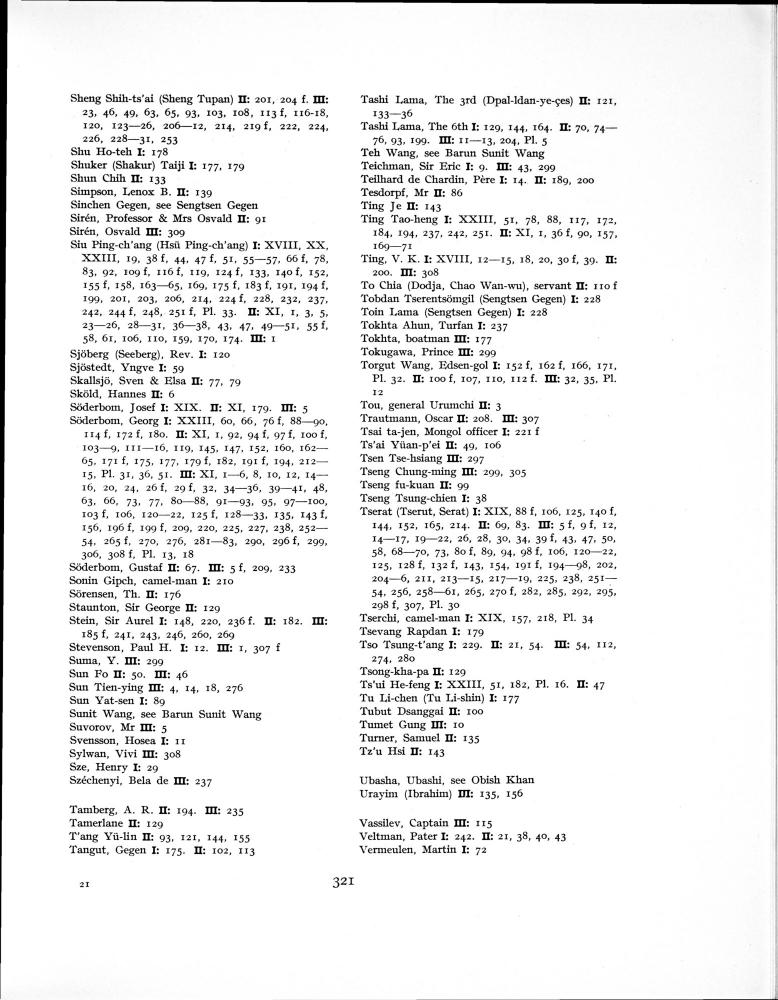 Sheng Shih-ts'ai (Sheng Tupan) II: 201, 204 f. III:
23, 46, 49, 63, 65, 93, 103, 108, 113 f, 116-18,
120, 123—26, 206—12, 214, 219 f, 222, 224,
226, 228—31, 253
Shu Ho-teh I: 178
Shuker (Shakur) Taiji I: 177, 179
Shun Chih II: 133
Simpson, Lenox B. II: 139
Sinchen Gegen, see Sengtsen Gegen
Sirén, Professor & Mrs Osvald II: 91
Sirén, Osvald III: 309
Siu Ping-ch'ang (Hsü Ping-ch'ang) I: XVIII, XX,
XXIII, 19, 38 f, 44, 47 f, 51, 55—57, 66 f, 78,
83, 92, 109 f, 116 f, 119, 124 f, 133, 140 f, 152,
155 f, 158, 163—65, 169, 175 f, 183 f, 191, 194 f,
199, 201, 203, 206, 214, 224 f, 228, 232, 237,
242, 244 f, 248, 251 f, Pl. 33. II: XI, 1, 3, 5,
23—26, 28—31, 36—38, 43, 47, 49—51, 55 f,
58, 61, 106, 110, 159, 170, 174. III: 1
Sjöberg (Seeberg), Rev. I: 120
Sjöstedt, Yngve I: 59
Skallsjö, Sven & Elsa II: 77, 79
Sköld, Hannes II: 6
Söderbom, Josef I: XIX. II: XI, 179. III: 5
Söderbom, Georg I: XXIII, 60, 66, 76 f, 88—90,
114 f, 172 f, 180. II: XI, 1, 92, 94 f, 97 f, 100 f,
103—9, 111—16, 119, 145, 147, 152, 160, 162—
65, 171 f, 175, 177, 179 f, 182, 191 f, 194, 212—
15, Pl. 31, 36, 51. III: XI, 1—6, 8, 10, 12, 14—
16, 20, 24, 26 f, 29 f, 32, 34—36, 39—41, 48,
63, 66, 73, 77, 80—88, 91—93, 95, 97—100,
103 f, 106, 120—22, 125 f, 128—33, 135, 143 f,
156, 196 f, 199 f, 209, 220, 225, 227, 238, 252—
54, 265 f, 270, 276, 281—83, 290, 296 f, 299,
306, 308 f, Pl. 13, 18
Söderbom, Gustaf II: 67. III: 5 f, 209, 233
Sonin Gipch, camel-man I: 210
Sörensen, Th. II: 176
Staunton, Sir George II: 129
Stein, Sir Aurel I: 148, 220, 236 f. II: 182. III:
185 f, 241, 243, 246, 260, 269
Stevenson, Paul H. I: 12. III: 1, 307 f
Suma, Y. III: 299
Sun Fo II: 50. III: 46
Sun Tien-ying III: 4, 14, 18, 276
Sun Yat-sen I: 89
Sunit Wang, see Barun Sunit Wang
Suvorov, Mr III: 5
Svensson, Hosea I: 11
Sylwan, Vivi III: 308
Sze, Henry I: 29
Széchenyi, Bela de III: 237
Tamberg, A. R. II: 194. III: 235
Tamerlane II: 129
T'ang Yü-lin II: 93, 121, 144, 155
Tangut, Gegen I: 175. II: 102, 113
Tashi Lama, The 3rd (Dpal-ldan-ye-çes) II: 121,
133—36
Tashi Lama, The 6th I: 129, 144, 164. II: 70, 74—
76, 93, 199. III: 11—13, 204, Pl. 5
Teh Wang, see Barun Sunit Wang
Teichman, Sir Eric I: 9. III: 43, 299
Teilhard de Chardin, Père I: 14. II: 189, 200
Tesdorpf, Mr II: 86
Ting Je II: 143
Ting Tao-heng I: XXIII, 51, 78, 88, 117, 172,
184, 194, 237, 242, 251. II: XI, 1, 36 f, 90, 157,
169—71
Ting, V. K. I: XVIII, 12—15, 18, 20, 30 f, 39. II:
200. III: 308
To Chia (Dodja, Chao Wan-wu), servant II: 110 f
Tobdan Tserentsömgil (Sengtsen Gegen) I: 228
Toin Lama (Sengtsen Gegen) I: 228
Tokhta Ahun, Turfan I: 237
Tokhta, boatman III: 177
Tokugawa, Prince III: 299
Torgut Wang, Edsen-gol I: 152 f, 162 f, 166, 171,
Pl. 32. II: 100 f, 107, 110, 112 f. III: 32, 35, Pl.
12
Tou, general Urumchi II: 3
Trautmann, Oscar II: 208. III: 307
Tsai ta-jen, Mongol officer I: 221 f
Ts'ai Yüan-p'ei II: 49, 106
Tsen Tse-hsiang III: 297
Tseng Chung-ming III: 299, 305
Tseng fu-kuan II: 99
Tseng Tsung-chien I: 38
Tserat (Tserut, Serat) I: XIX, 88 f, 106, 125, 140 f,
144, 152, 165, 214. II: 69, 83. III: 5 f, 9 f, 12,
14—17, 19—22, 26, 28, 30, 34, 39 f, 43, 47, 50,
58, 68—70, 73, 80 f, 89, 94, 98 f, 106, 120—22,
125, 128 f, 132 f, 143, 154, 191 f, 194—98, 202,
204—6, 211, 213—15, 217—19, 225, 238, 251—
54, 256, 258—61, 265, 270 f, 282, 285, 292, 295,
298 f, 307, Pl. 30
Tserchi, camel-man I: XIX, 157, 218, Pl. 34
Tsevang Rapdan I: 179
Tso Tsung-t'ang I: 229. II: 21, 54. III: 54, 112,
274, 280
Tsong-kha-pa II: 129
Ts'ui He-feng I: XXIII, 51, 182, Pl. 16. II: 47
Tu Li-chen (Tu Li-shin) I: 177
Tubut Dsanggai II: 100
Tumet Gung III: 10
Turner, Samuel II: 135
Tz'u Hsi II: 143
Ubasha, Ubashi, see Obish Khan
Urayim (Ibrahim) III: 135, 156
Vassilev, Captain III: 115
Veltman, Pater I: 242. II: 21, 38, 40, 43
Vermeulen, Martin I: 72
21
321